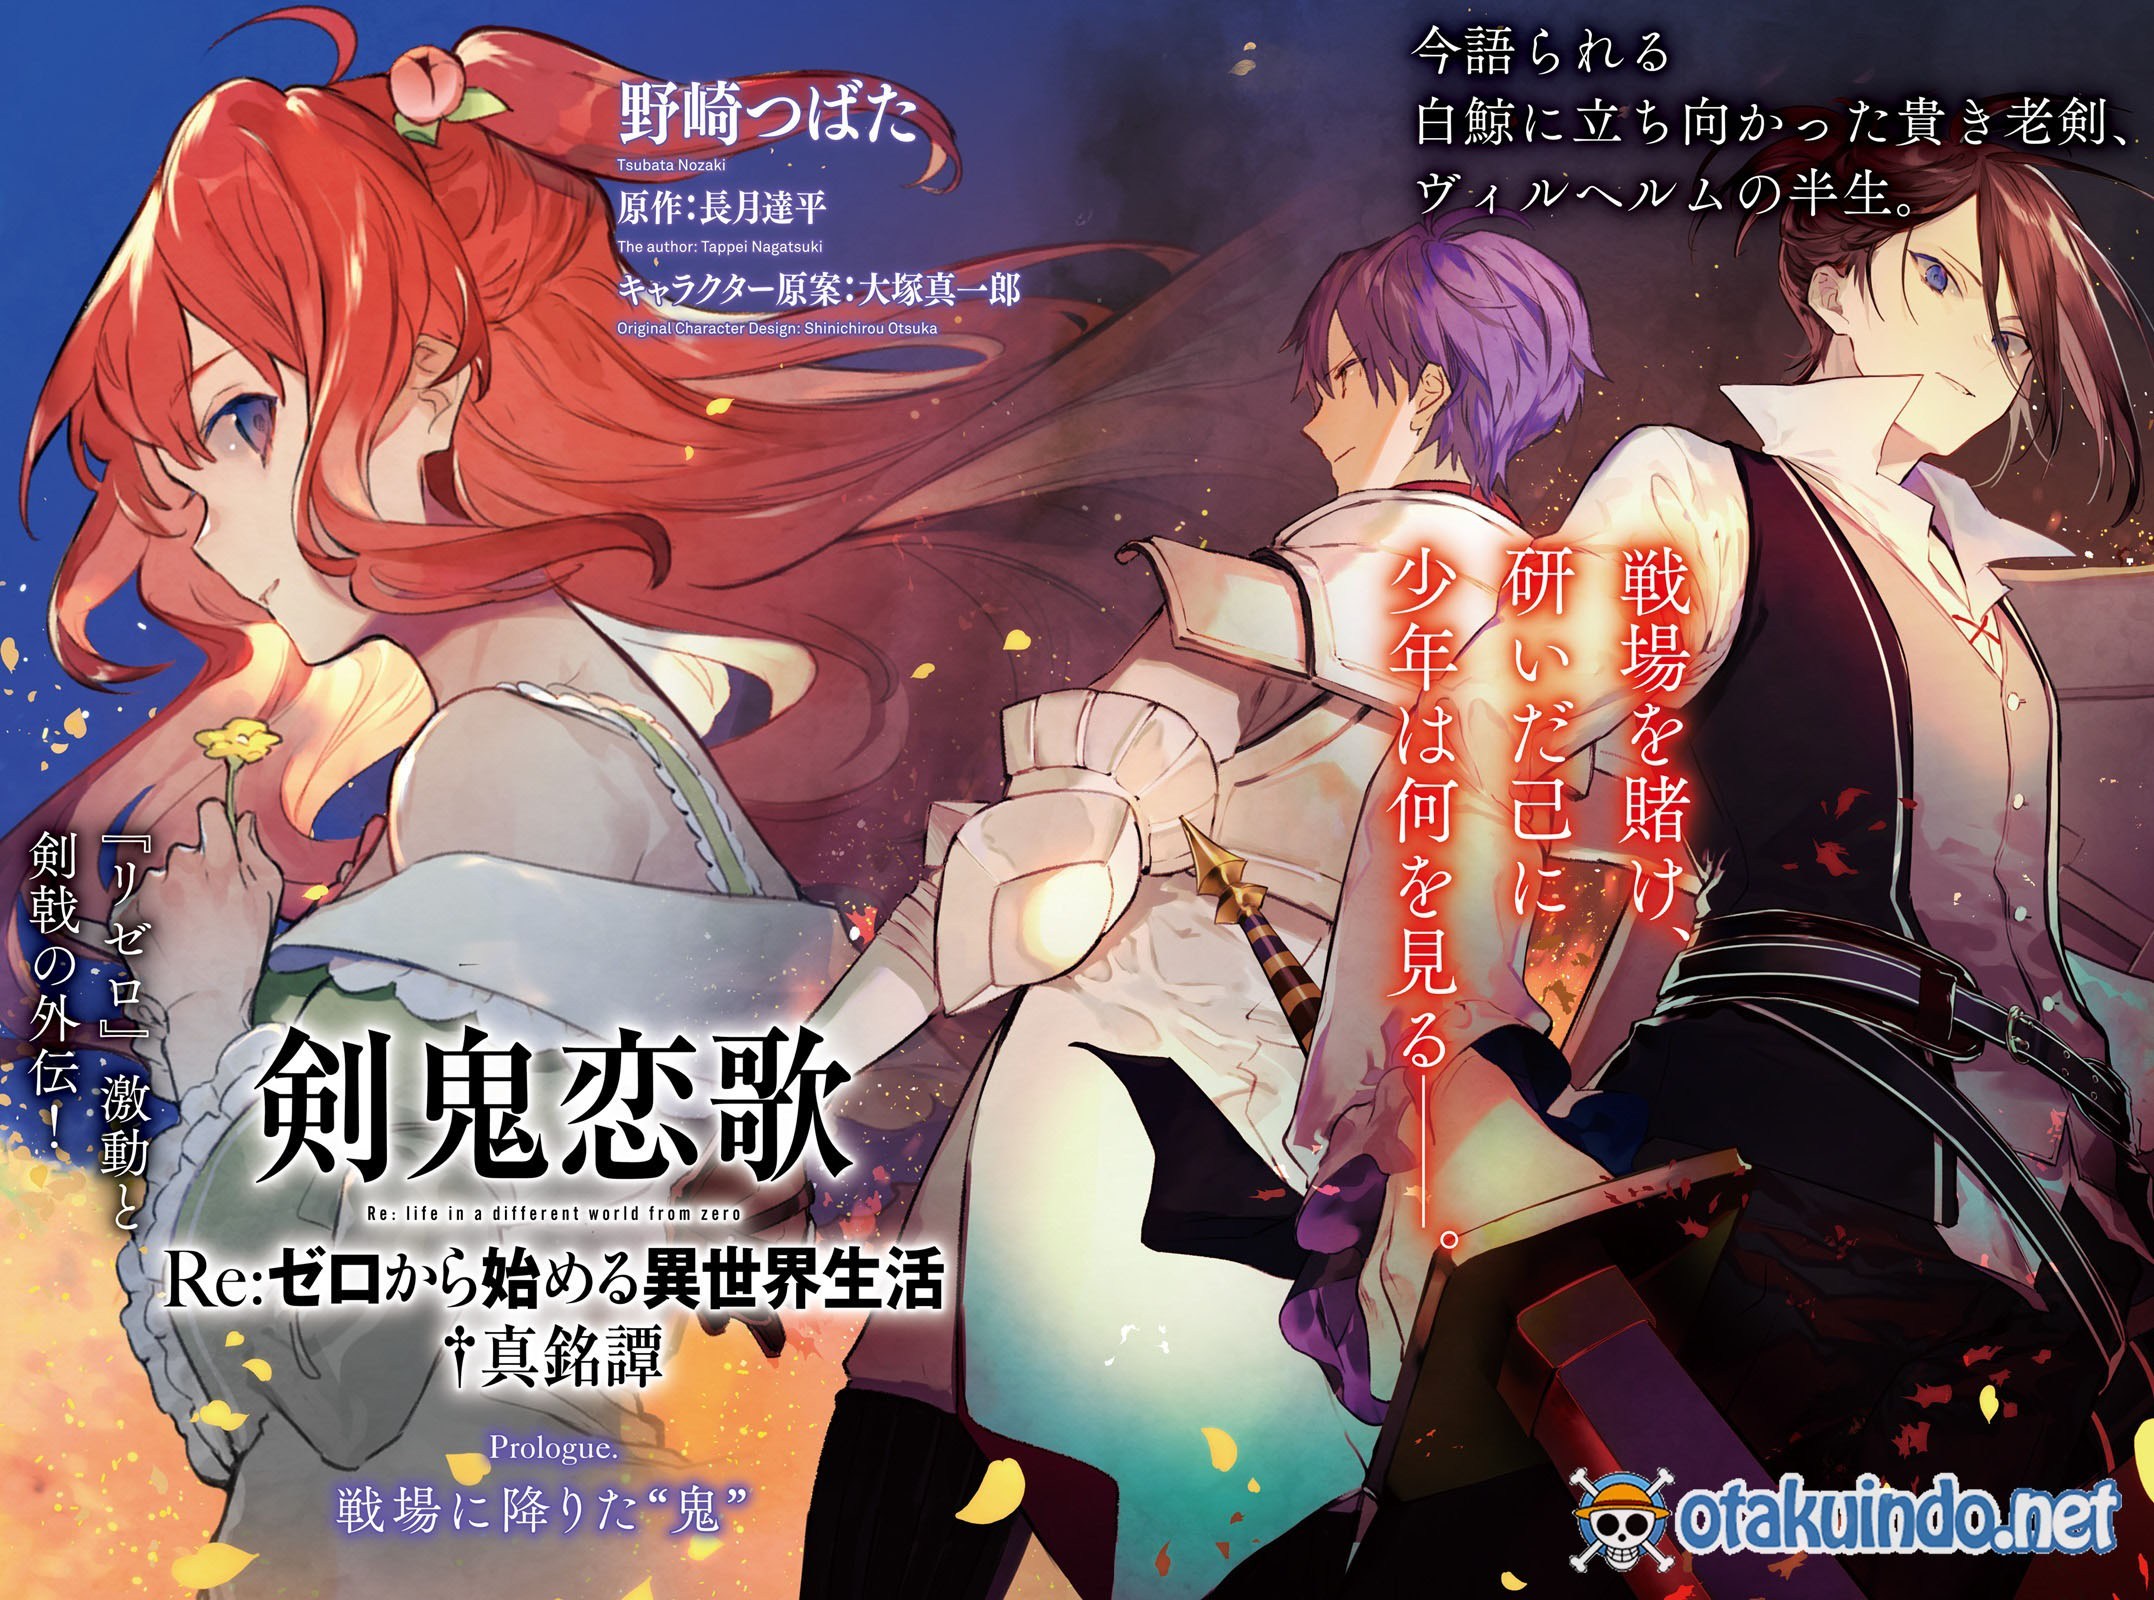 今語られる
白鯨に立ち向かった貴き老剣、
ヴィルヘルムの半生。
戦場を賭け、
研いだ己に
少年は何を見る――。
野崎つばた
Tsubata Nozaki
原作:長月達平
The author: Tappei Nagatsuki
キャラクター原案:大塚真一郎
Original Character Design: Shinichirou Otsuka
『リゼロ』激動と
剣戟の外伝!
剣鬼恋歌
Re: life in a different world from zero
Re:ゼロから始める異世界生活
†真銘譚
Prologue.
戦場に降りた“鬼”
otakuindo.net